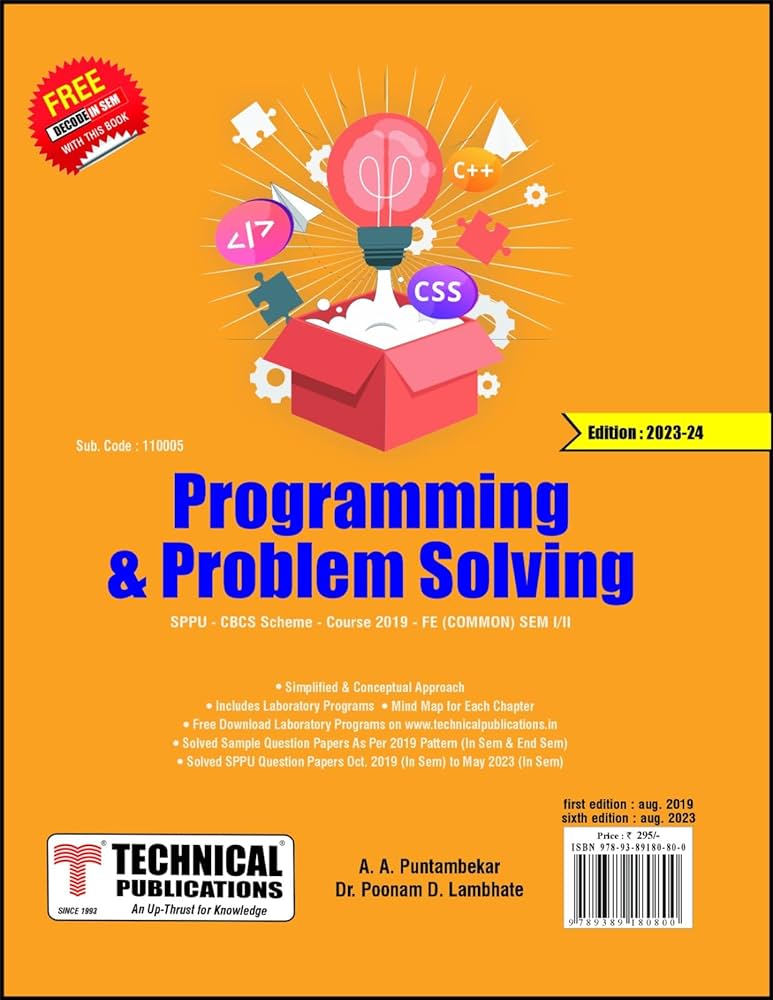 FREE
DECODE IN SEM
WITH THIS BOOK
C++
</>
CSS
Edition : 2023-24
Sub. Code : 110005
Programming
& Problem Solving
SPPU - CBCS Scheme - Course 2019 - FE (COMMON) SEM I/II
• Simplified & Conceptual Approach
• Includes Laboratory Programs • Mind Map for Each Chapter
• Free Download Laboratory Programs on www.technicalpublications.in
• Solved Sample Question Papers As Per 2019 Pattern (In Sem & End Sem)
• Solved SPPU Question Papers Oct. 2019 (In Sem) to May 2023 (In Sem)
first edition : aug. 2019
sixth edition : aug. 2023
Price : ₹ 295/-
ISBN 978-93-89180-80-0
9 789389 180800
® TECHNICAL®
PUBLICATIONS
SINCE 1993 An Up-Thrust for Knowledge
A. A. Puntambekar
Dr. Poonam D. Lambhate